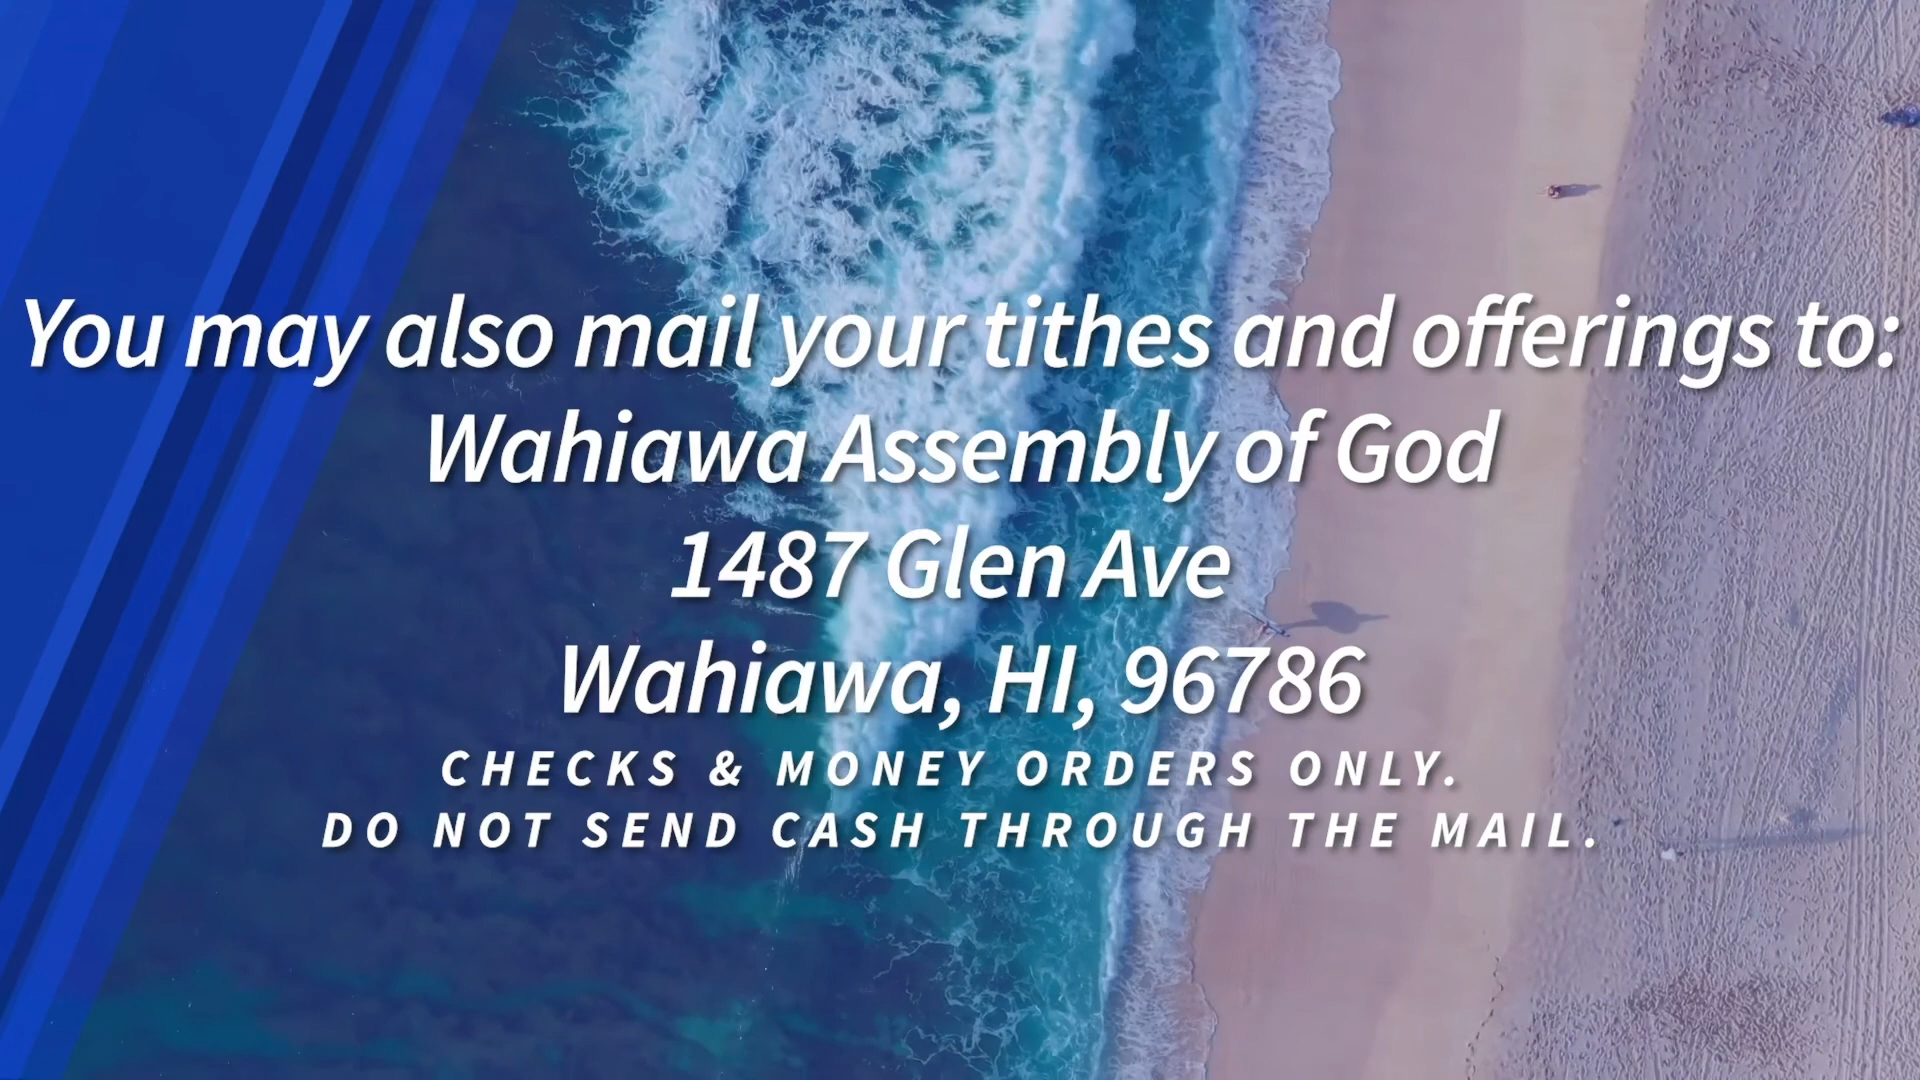 You may also mail your tithes and offerings to:
Wahiawa Assembly of God
1487 Glen Ave
Wahiawa, HI, 96786
CHECKS & MONEY ORDERS ONLY.
DO NOT SEND CASH THROUGH THE MAIL.